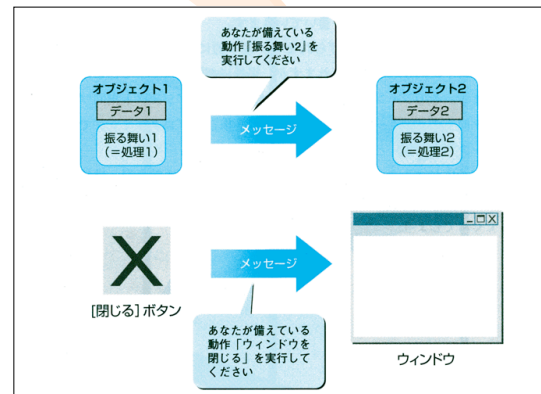 あなたが備えている
動作『振る舞い2』を
実行してください
オブジェクト1
データ1
振る舞い1
(=処理1)
メッセージ
オブジェクト2
データ2
振る舞い2
(=処理2)
X
[閉じる]ボタン
メッセージ
あなたが備えている
動作「ウィンドウを
閉じる」を実行して
ください
ウィンドウ